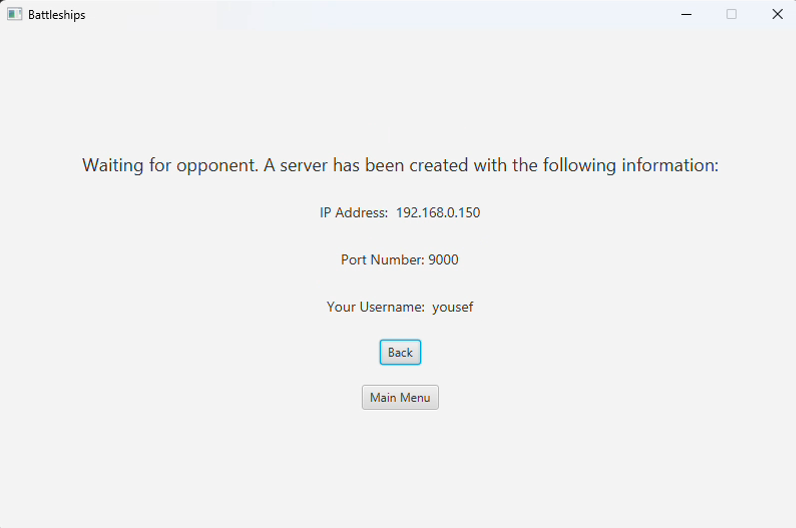 Battleships
Waiting for opponent. A server has been created with the following information:
IP Address:  192.168.0.150
Port Number: 9000
Your Username:  yousef
Back
Main Menu